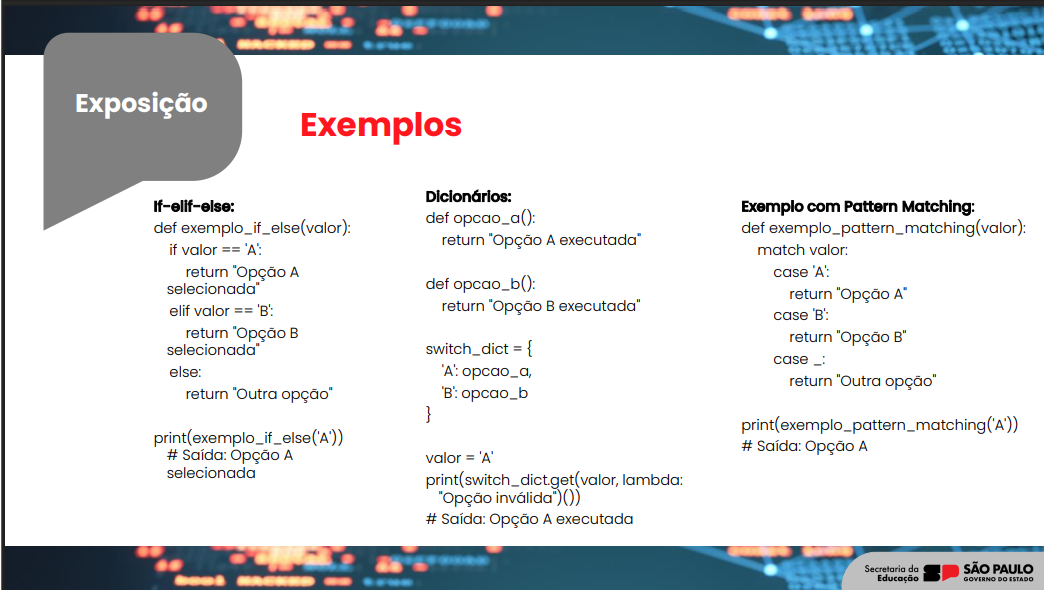 Exposição
Exemplos
If-elif-else:
def exemplo_if_else(valor):
    if valor == 'A':
        return "Opção A
    selecionada"
    elif valor == 'B':
        return "Opção B
    selecionada"
    else:
        return "Outra opção"

print(exemplo_if_else('A'))
    # Saída: Opção A
    selecionada
Dicionários:
def opcao_a():
    return "Opção A executada"

def opcao_b():
    return "Opção B executada"

switch_dict = {
    'A': opcao_a,
    'B': opcao_b
}

valor = 'A'
print(switch_dict.get(valor, lambda:
    "Opção inválida")())
# Saída: Opção A executada
Exemplo com Pattern Matching:
def exemplo_pattern_matching(valor):
    match valor:
        case 'A':
            return "Opção A"
        case 'B':
            return "Opção B"
        case _:
            return "Outra opção"

print(exemplo_pattern_matching('A'))
# Saída: Opção A
Secretaria da
Educação
SÃO PAULO
GOVERNO DO ESTADO